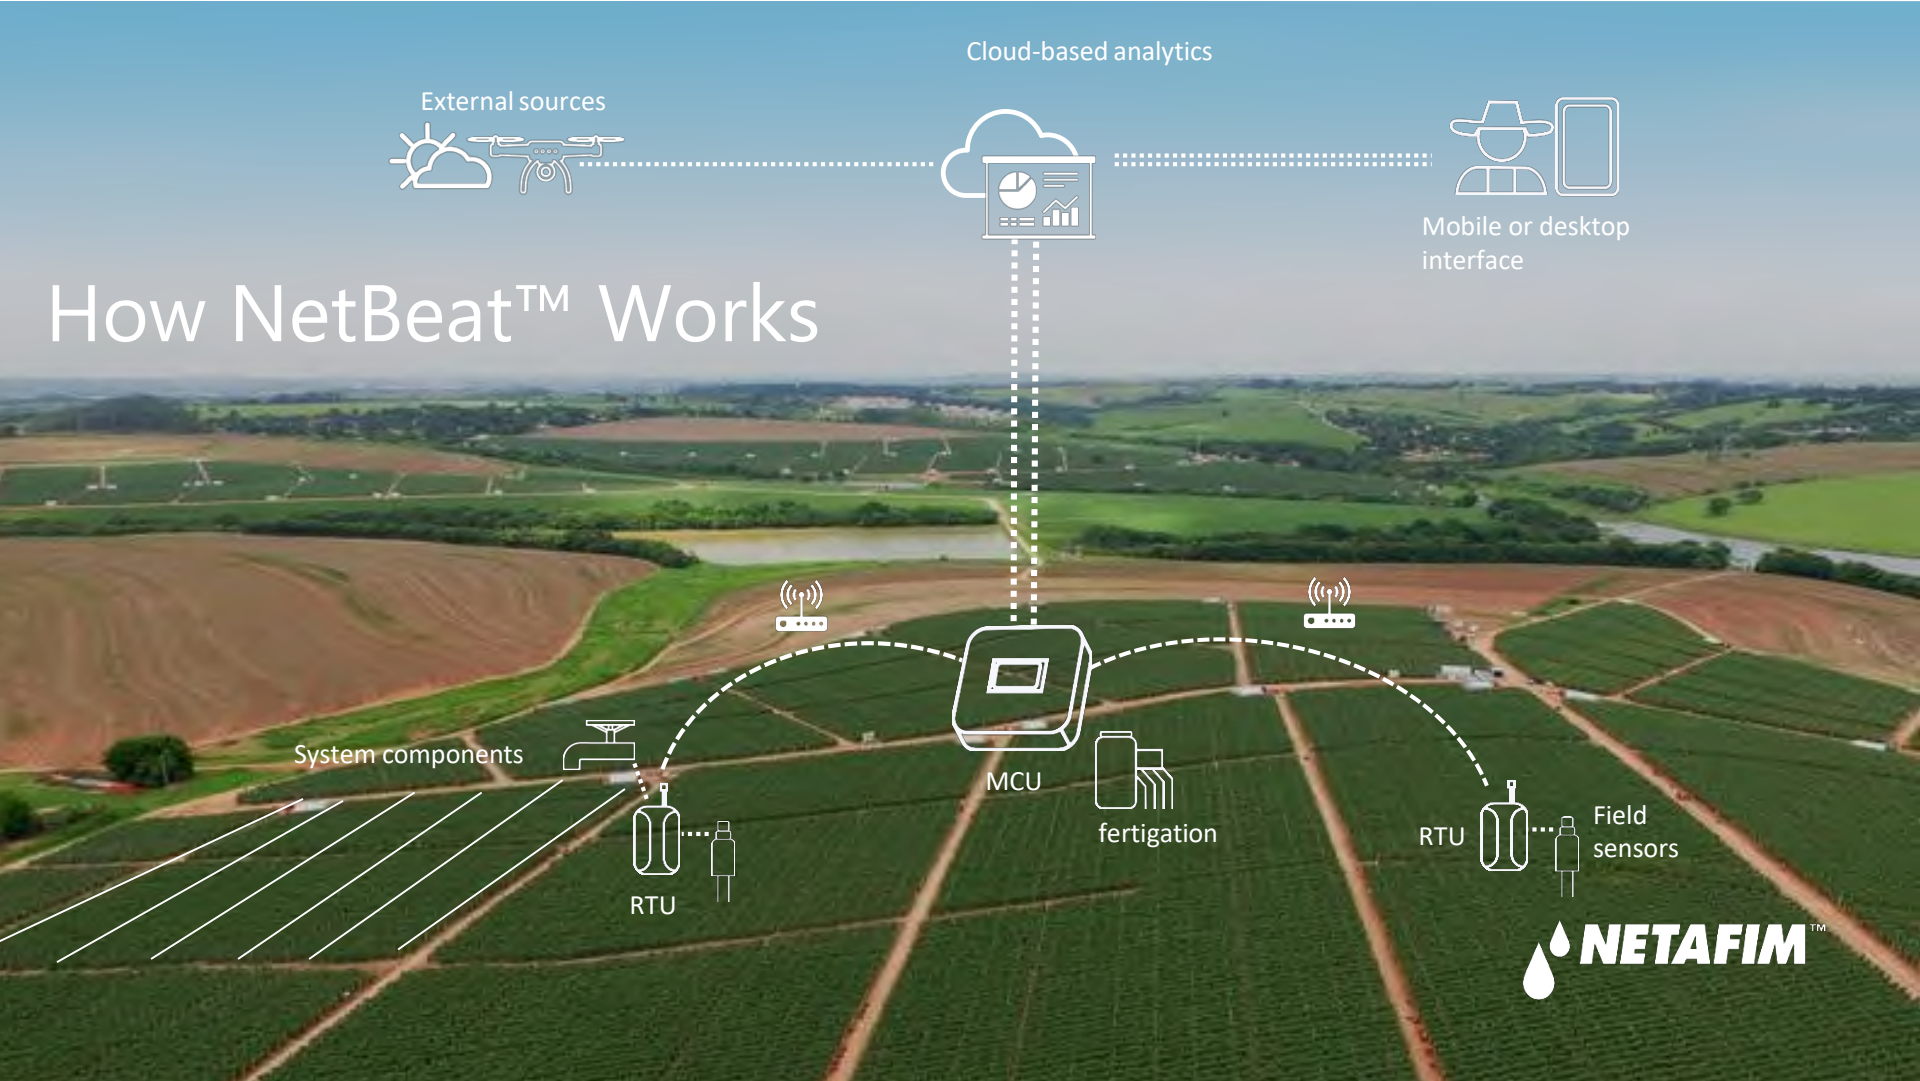 Cloud-based analytics
External sources
Mobile or desktop
interface
How NetBeat™ Works
System components
MCU
fertigation
RTU
Field
sensors
RTU
NETAFIM™